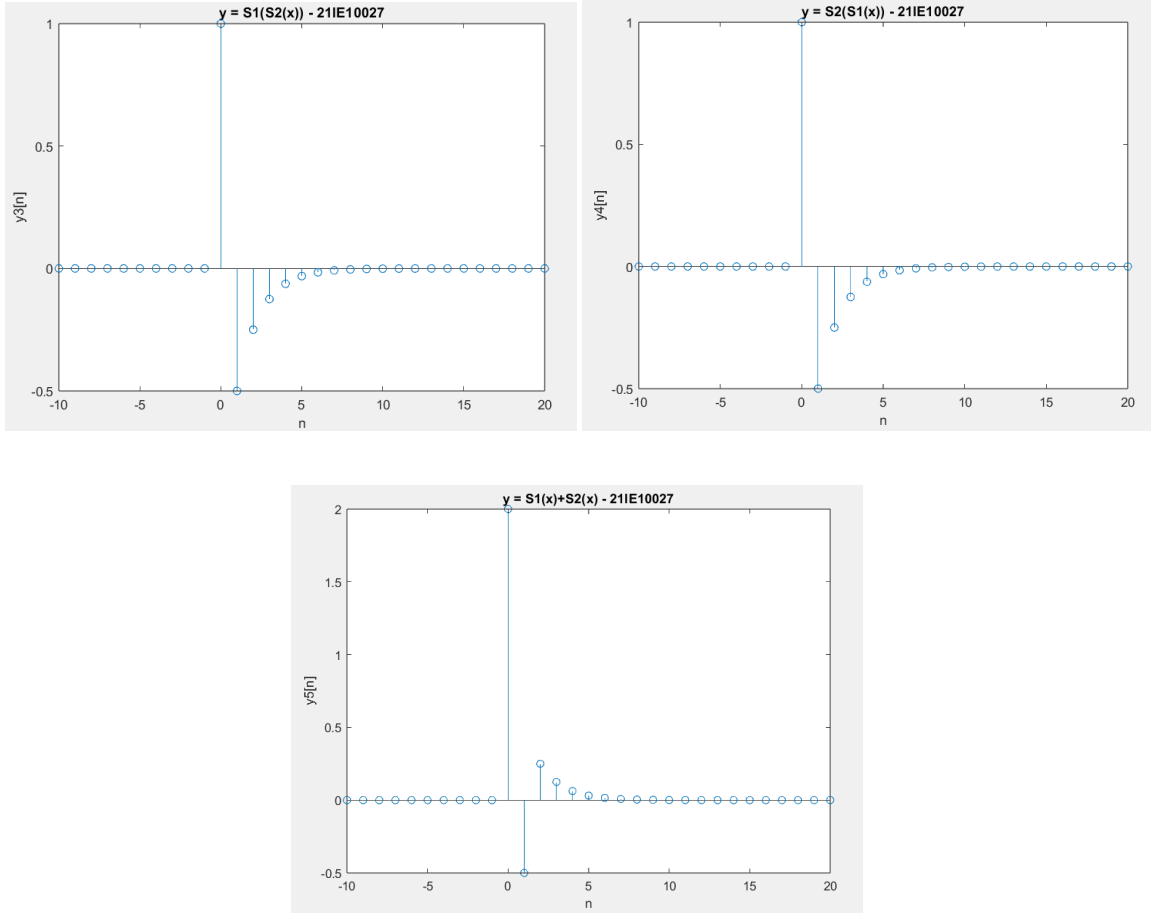 y = S1(S2(x)) - 21IE10027
1
0.5
0
-0.5
y3[n]
-10 -5 0 5 10 15 20
n
y = S2(S1(x)) - 21IE10027
1
0.5
0
-0.5
y4[n]
-10 -5 0 5 10 15 20
n
y = S1(x)+S2(x) - 21IE10027
2
1.5
1
0.5
0
-0.5
y5[n]
-10 -5 0 5 10 15 20
n